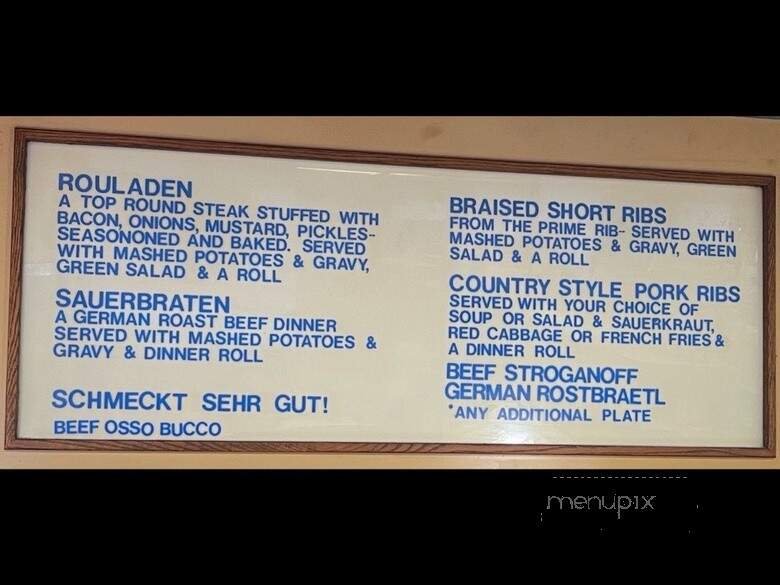 ROULADEN
A TOP ROUND STEAK STUFFED WITH
BACON, ONIONS, MUSTARD, PICKLES--
SEASONONED AND BAKED. SERVED
WITH MASHED POTATOES & GRAVY,
GREEN SALAD & A ROLL
SAUERBRATEN
A GERMAN ROAST BEEF DINNER
SERVED WITH MASHED POTATOES &
GRAVY & DINNER ROLL
SCHMECKT SEHR GUT!
BEEF OSSO BUCCO
BRAISED SHORT RIBS
FROM THE PRIME RIB-- SERVED WITH
MASHED POTATOES & GRAVY, GREEN
SALAD & A ROLL
COUNTRY STYLE PORK RIBS
SERVED WITH YOUR CHOICE OF
SOUP OR SALAD & SAUERKRAUT,
RED CABBAGE OR FRENCH FRIES &
A DINNER ROLL
BEEF STROGANOFF
GERMAN ROSTBRAETL
*ANY ADDITIONAL PLATE
menupix